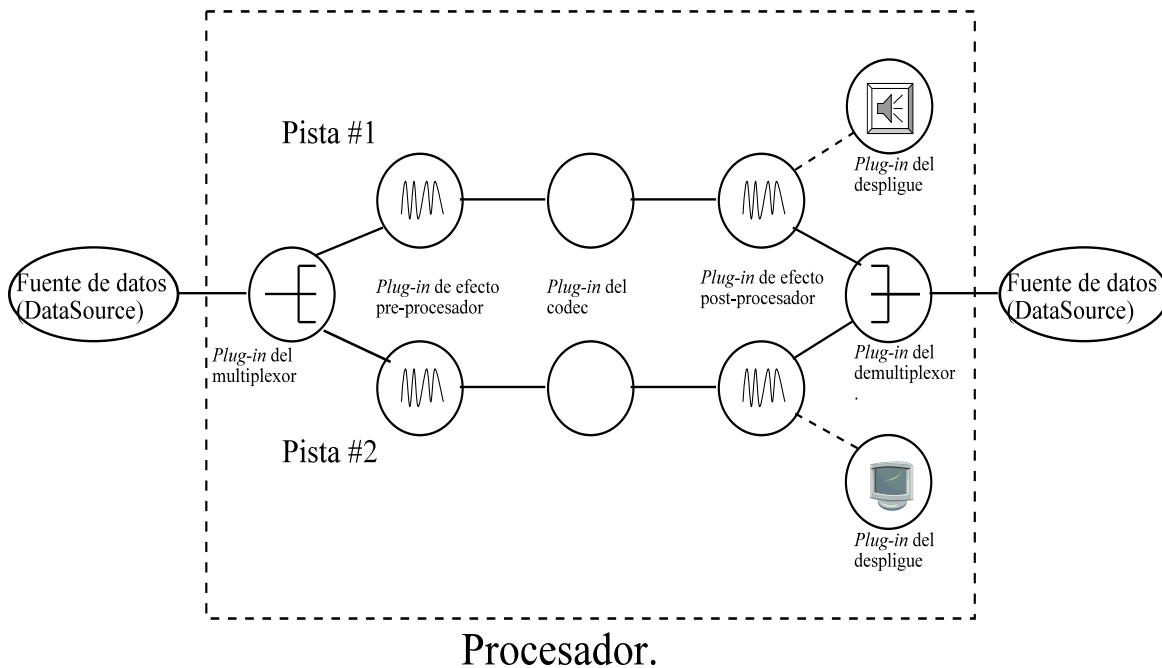 Pista #1
Plug-in del
despligue
Fuente de datos
(DataSource)
Plug-in de efecto
pre-procesador
Plug-in del
codec
Plug-in de efecto
post-procesador
Fuente de datos
(DataSource)
Plug-in del
multiplexor
Plug-in del
demultiplexor
.
Pista #2
Plug-in del
despligue
Procesador.